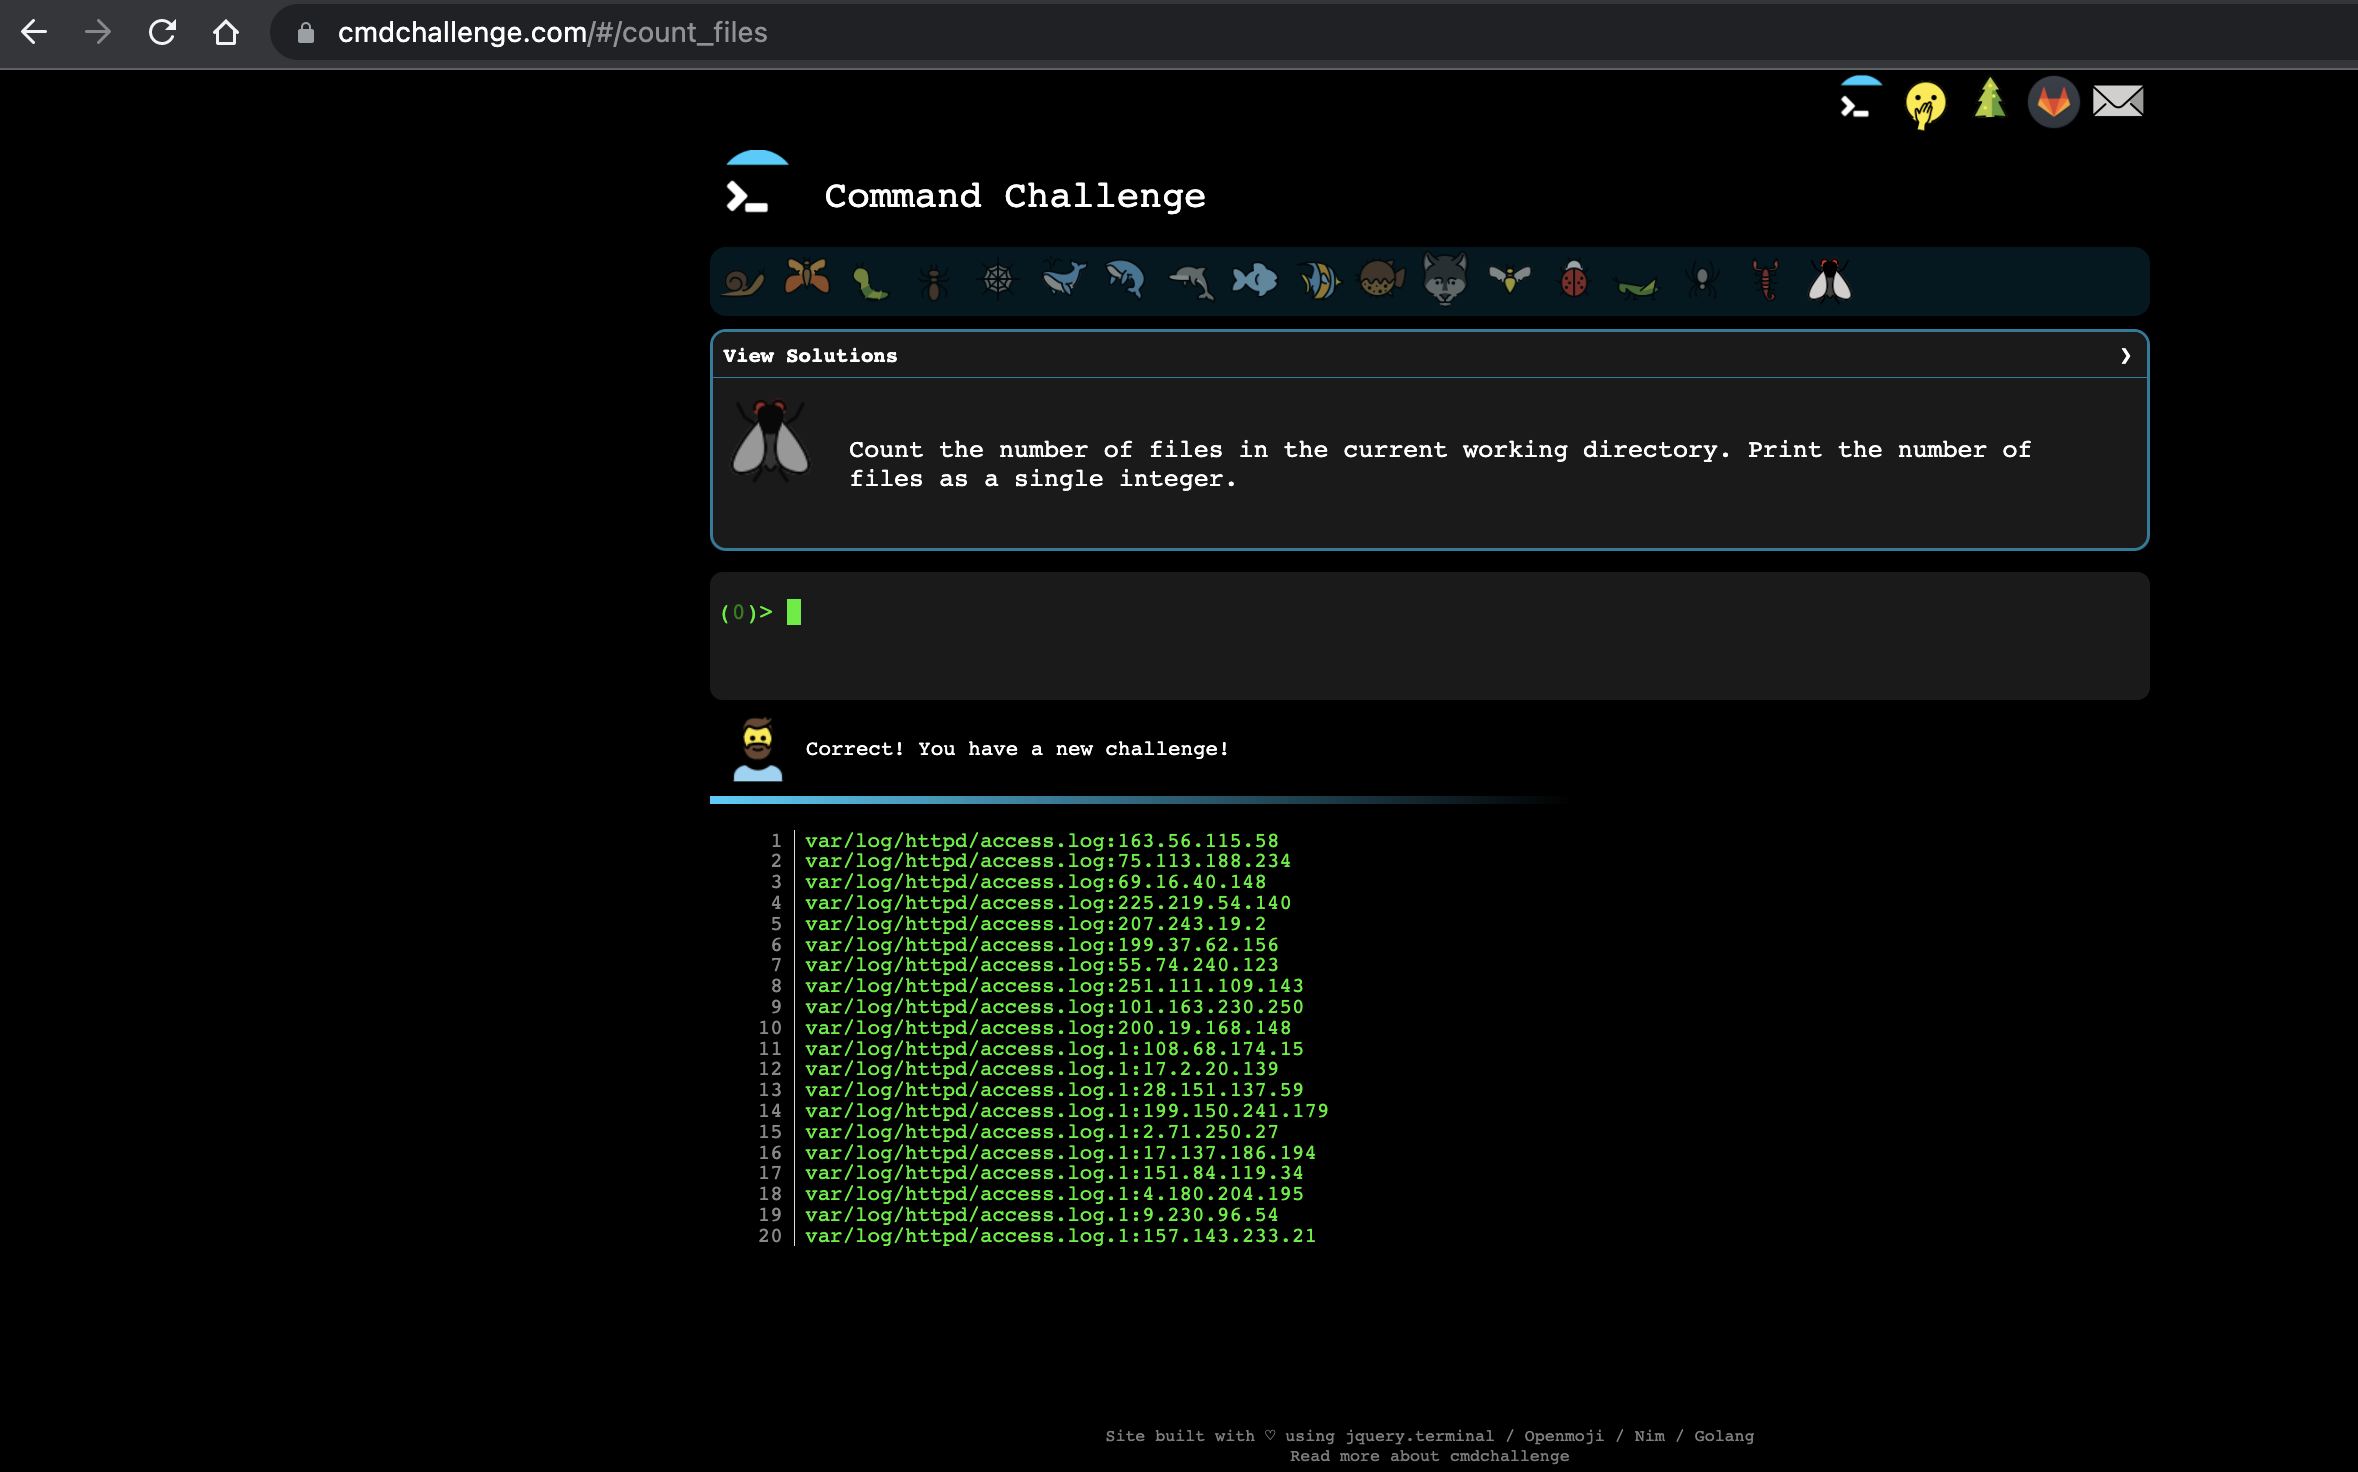 cmdchallenge.com/#/count_files
Command Challenge
View Solutions ❯
Count the number of files in the current working directory. Print the number of
files as a single integer.
(0)>
Correct! You have a new challenge!
1 var/log/httpd/access.log:163.56.115.58
2 var/log/httpd/access.log:75.113.188.234
3 var/log/httpd/access.log:69.16.40.148
4 var/log/httpd/access.log:225.219.54.140
5 var/log/httpd/access.log:207.243.19.2
6 var/log/httpd/access.log:199.37.62.156
7 var/log/httpd/access.log:55.74.240.123
8 var/log/httpd/access.log:251.111.109.143
9 var/log/httpd/access.log:101.163.230.250
10 var/log/httpd/access.log:200.19.168.148
11 var/log/httpd/access.log.1:108.68.174.15
12 var/log/httpd/access.log.1:17.2.20.139
13 var/log/httpd/access.log.1:28.151.137.59
14 var/log/httpd/access.log.1:199.150.241.179
15 var/log/httpd/access.log.1:2.71.250.27
16 var/log/httpd/access.log.1:17.137.186.194
17 var/log/httpd/access.log.1:151.84.119.34
18 var/log/httpd/access.log.1:4.180.204.195
19 var/log/httpd/access.log.1:9.230.96.54
20 var/log/httpd/access.log.1:157.143.233.21
Site built with ♡ using jquery.terminal / Openmoji / Nim / Golang
Read more about cmdchallenge